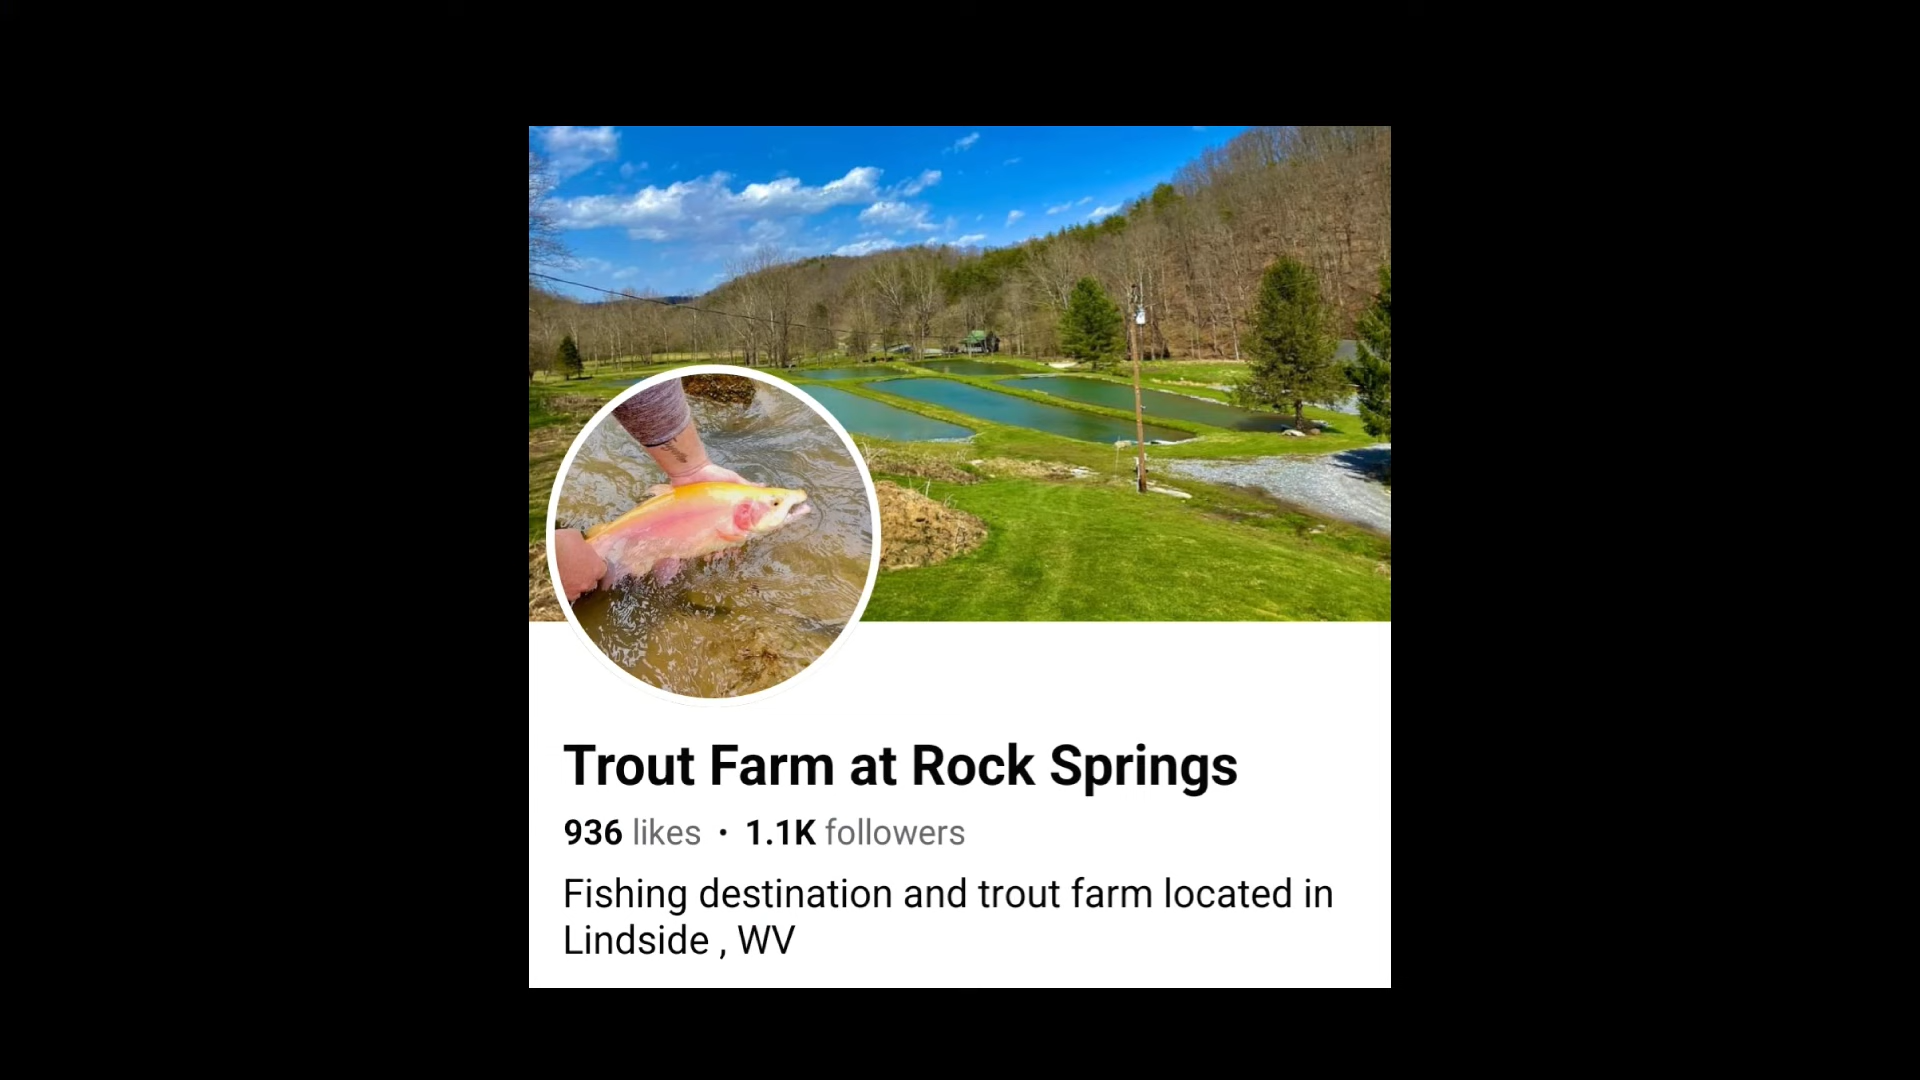 Trout Farm at Rock Springs
936 likes · 1.1K followers
Fishing destination and trout farm located in
Lindside , WV